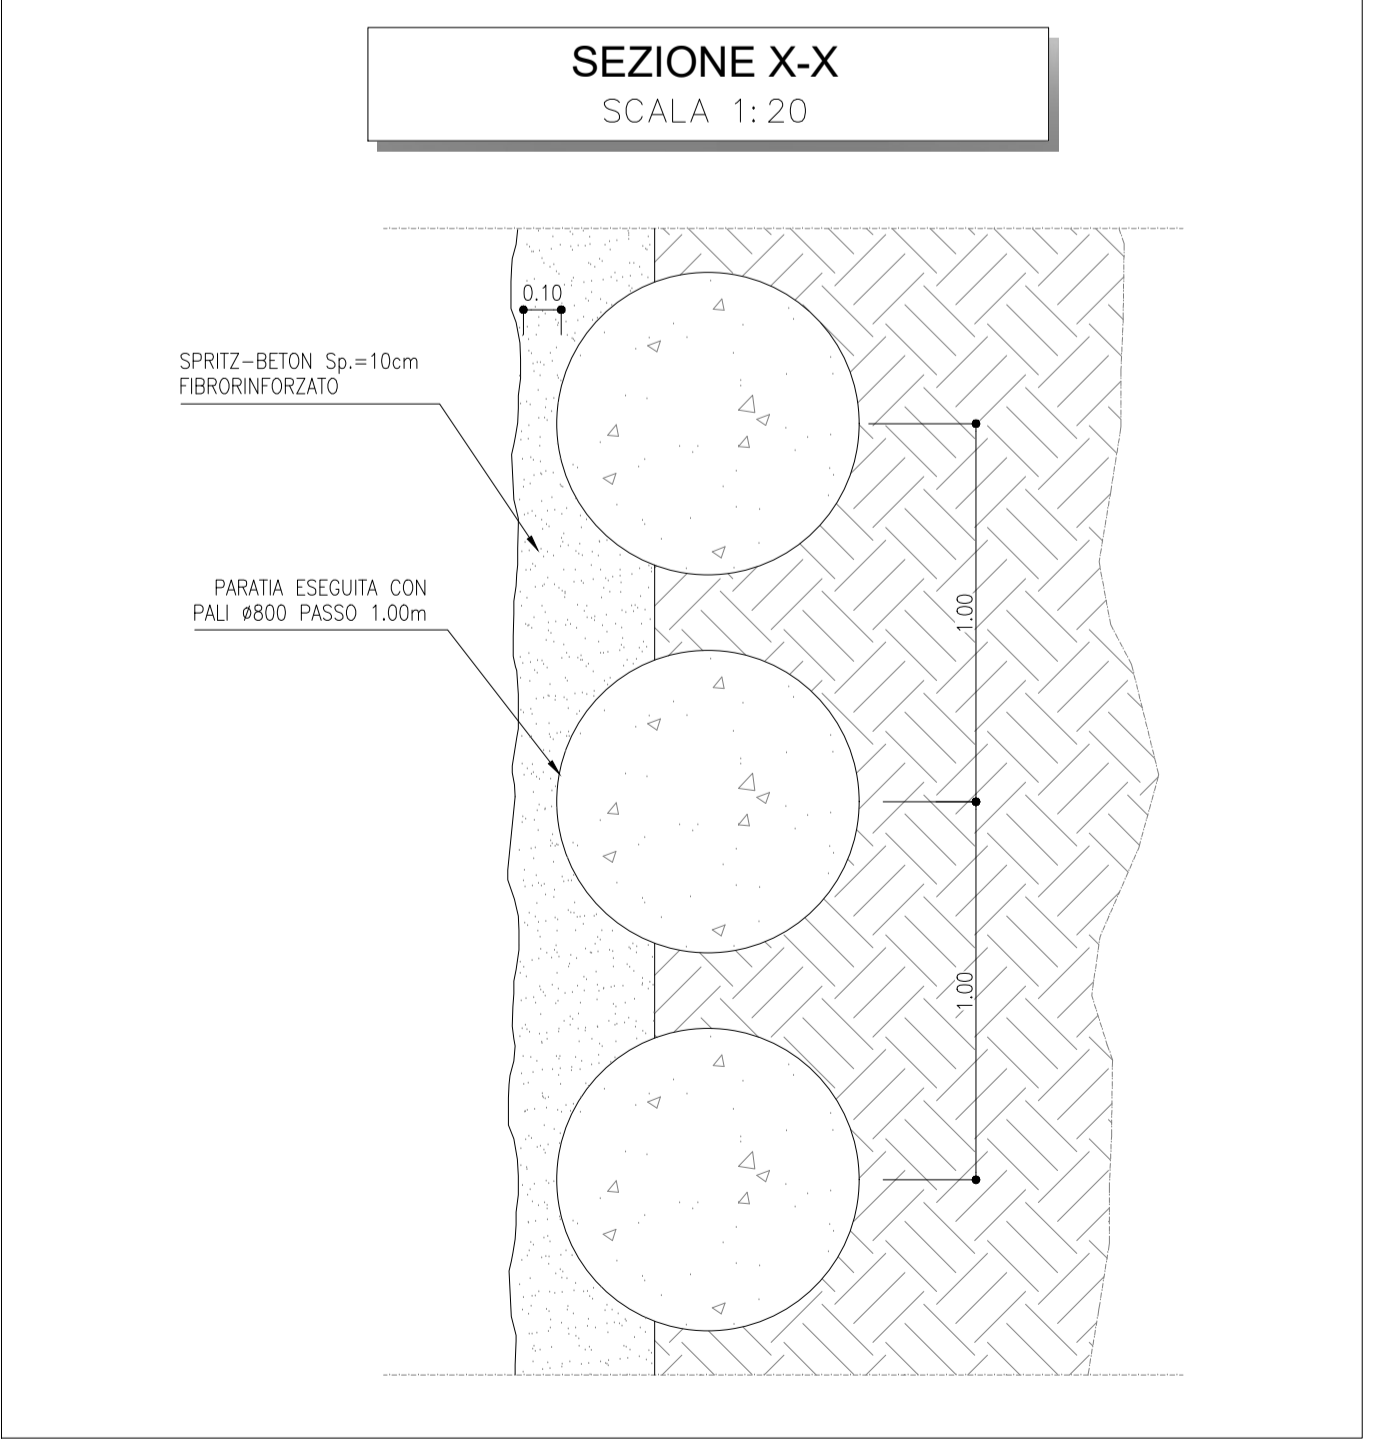 SEZIONE X-X
SCALA 1:20
0.10
SPRITZ-BETON Sp.=10cm
FIBRORINFORZATO
PARATIA ESEGUITA CON
PALI ø800 PASSO 1.00m
1.00
1.00